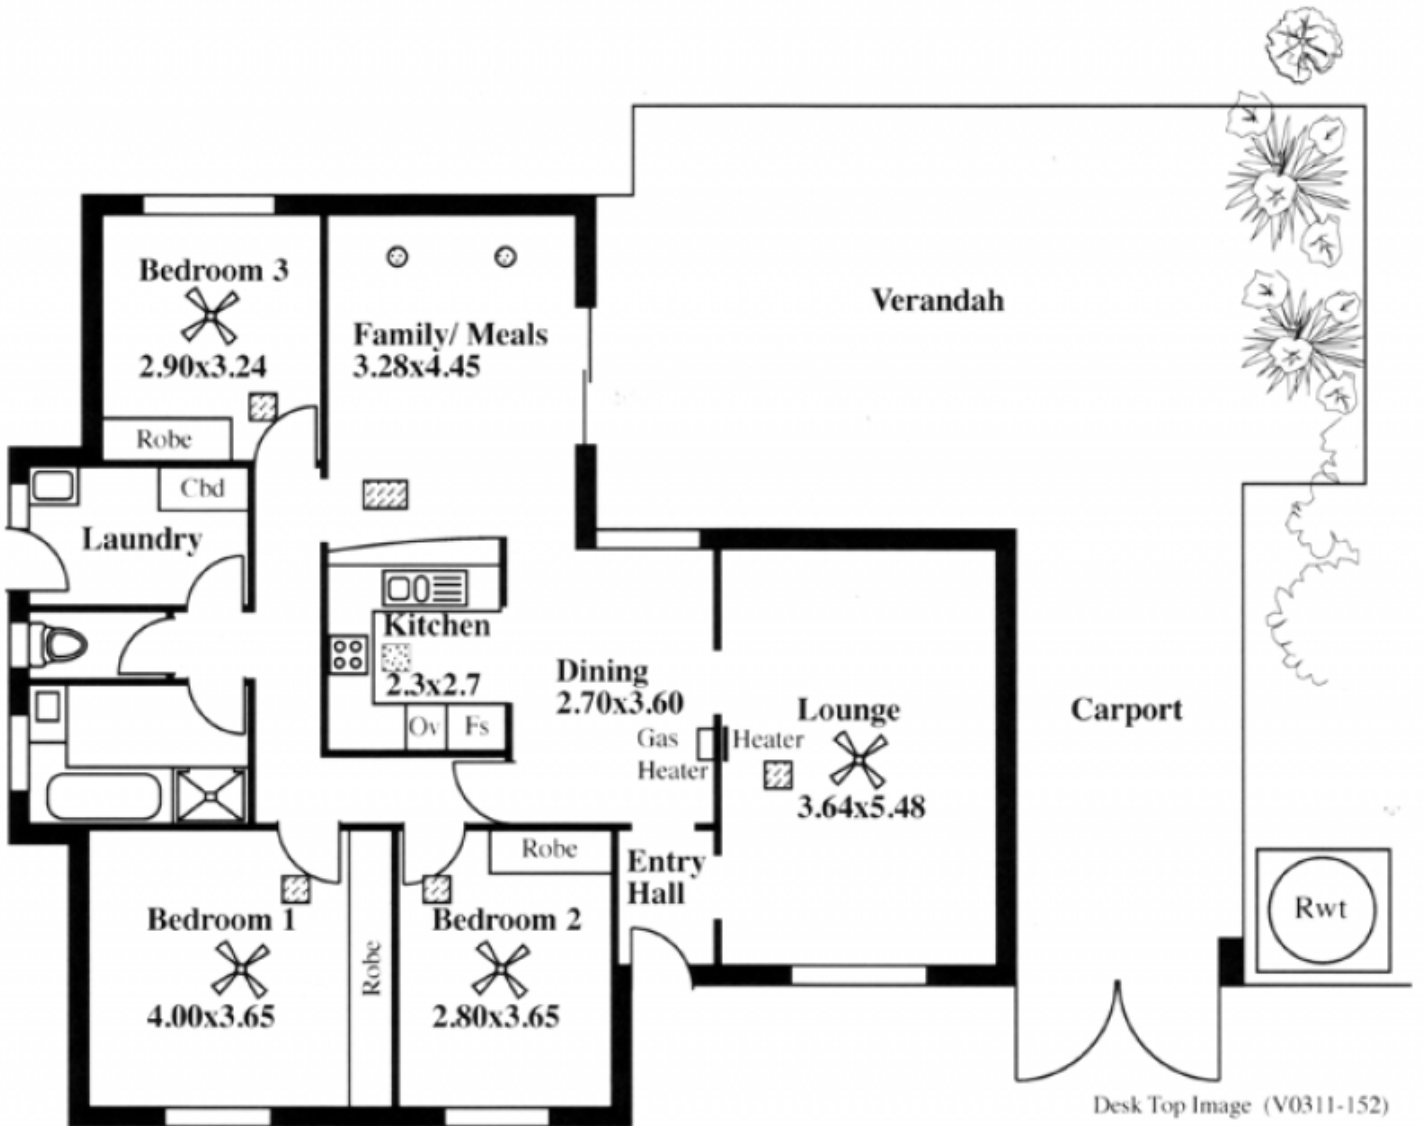 Bedroom 3
2.90x3.24
Robe
Family/ Meals
3.28x4.45
Verandah
Cbd
Laundry
Kitchen
2.3x2.7
Ov
Fs
Dining
2.70x3.60
Gas
Heater
Heater
Lounge
3.64x5.48
Carport
Robe
Entry
Hall
Bedroom 1
4.00x3.65
Robe
Bedroom 2
2.80x3.65
Rwt
Desk Top Image (V0311-152)